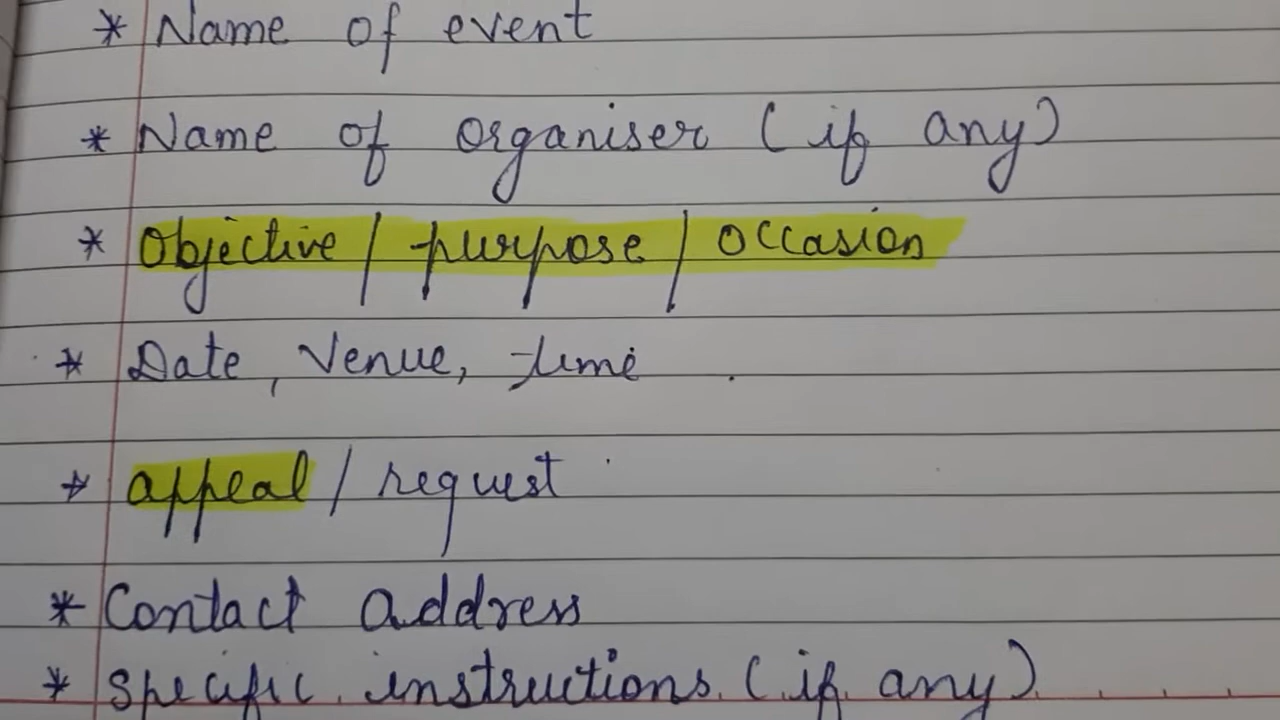 * Name of event
* Name of organiser (if any)
* Objective / purpose / occasion
* Date, Venue, time
* appeal / request
* Contact address
* specific instructions (if any)